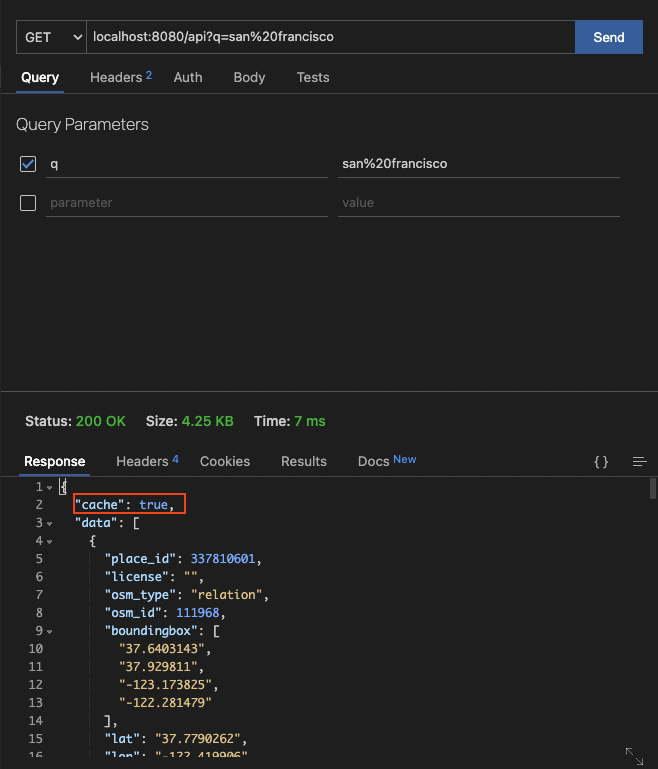 GET localhost:8080/api?q=san%20francisco Send
Query Headers 2 Auth Body Tests
Query Parameters
q san%20francisco
parameter value
Status: 200 OK Size: 4.25 KB Time: 7 ms
Response Headers 4 Cookies Results Docs New {}
1 {
2 "cache": true,
3 "data": [
4 {
5 "place_id": 337810601,
6 "license": "",
7 "osm_type": "relation",
8 "osm_id": 111968,
9 "boundingbox": [
10 "37.6403143",
11 "37.929811",
12 "-123.173825",
13 "-122.281479"
14 ],
15 "lat": "37.7790262",
16 "lon": "-122.419906",